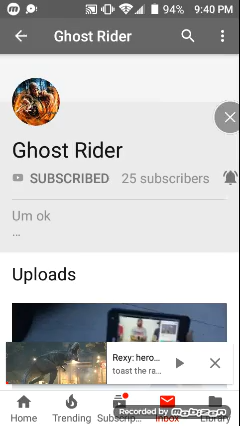 94% 9:40 PM
Ghost Rider
Ghost Rider
SUBSCRIBED 25 subscribers
Um ok
...
Uploads
Rexy: hero...
toast the ra...
Home Trending Subscrip... Inbox Library
Recorded by Mobizen